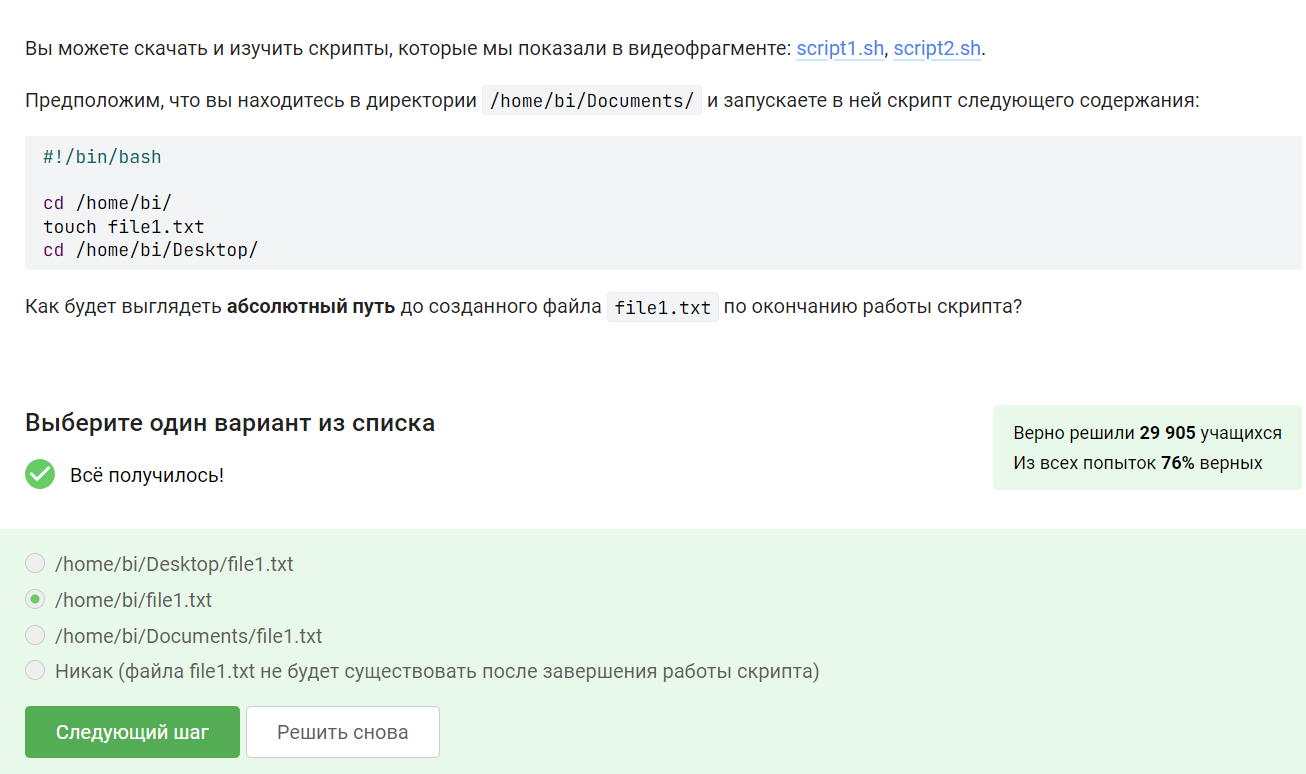 Вы можете скачать и изучить скрипты, которые мы показали в видеофрагменте: script1.sh, script2.sh.
Предположим, что вы находитесь в директории /home/bi/Documents/ и запускаете в ней скрипт следующего содержания:
#!/bin/bash
cd /home/bi/
touch file1.txt
cd /home/bi/Desktop/
Как будет выглядеть абсолютный путь до созданного файла file1.txt по окончанию работы скрипта?
Выберите один вариант из списка
Верно решили 29 905 учащихся
Из всех попыток 76% верных
Всё получилось!
/home/bi/Desktop/file1.txt
/home/bi/file1.txt
/home/bi/Documents/file1.txt
Никак (файла file1.txt не будет существовать после завершения работы скрипта)
Следующий шаг
Решить снова